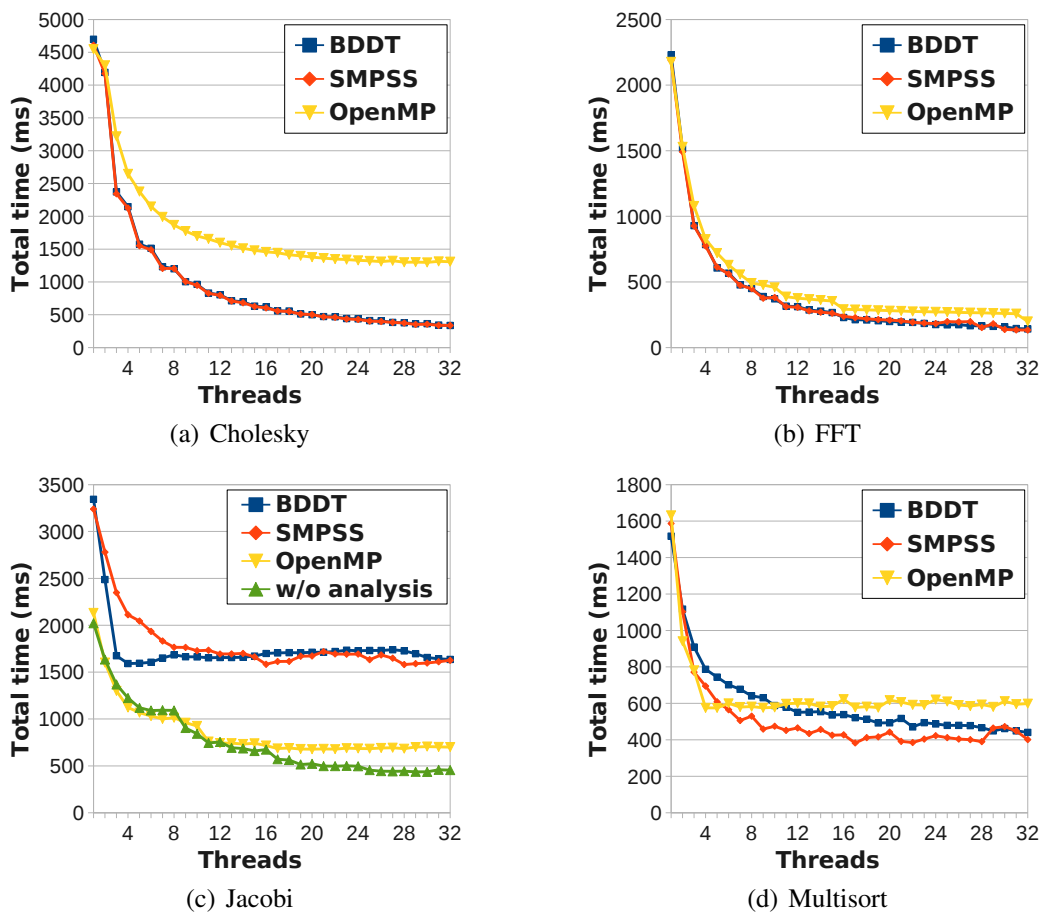 5000
4500
4000
3500
3000
2500
2000
1500
1000
500
0
Total time (ms)
BDDT
SMPSS
OpenMP
4 8 12 16 20 24 28 32
Threads
(a) Cholesky
2500
2000
1500
1000
500
0
Total time (ms)
BDDT
SMPSS
OpenMP
4 8 12 16 20 24 28 32
Threads
(b) FFT
3500
3000
2500
2000
1500
1000
500
0
Total time (ms)
BDDT
SMPSS
OpenMP
w/o analysis
4 8 12 16 20 24 28 32
Threads
(c) Jacobi
1800
1600
1400
1200
1000
800
600
400
200
0
Total time (ms)
BDDT
SMPSS
OpenMP
4 8 12 16 20 24 28 32
Threads
(d) Multisort